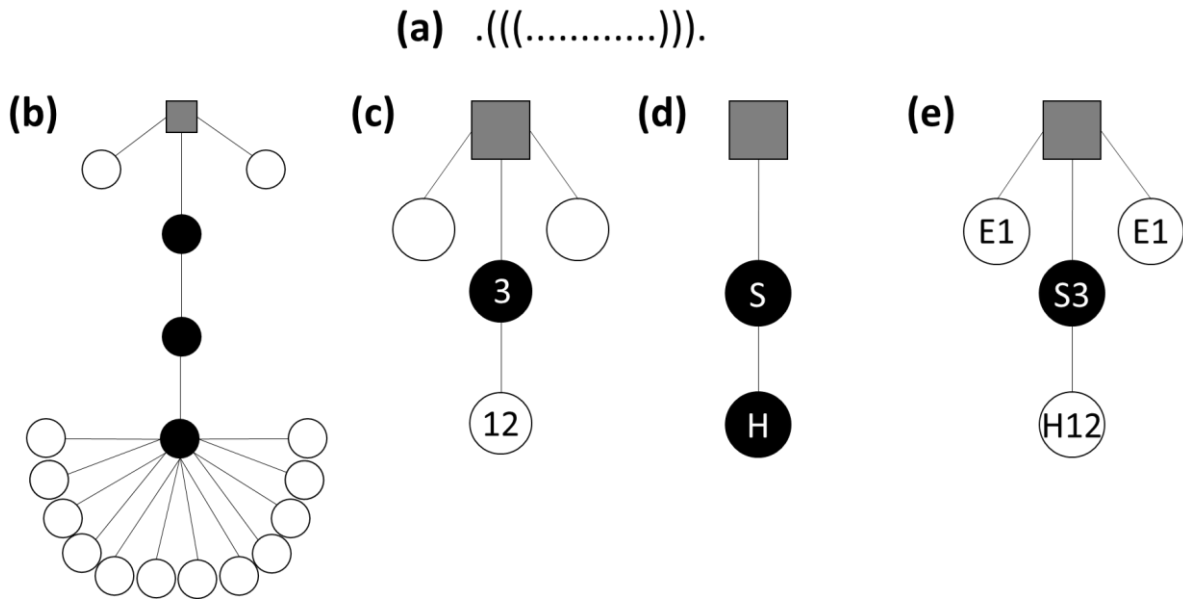 (a) .(((............))).
(b) (c) (d) (e)
E1 E1
3 S S3
12 H H12